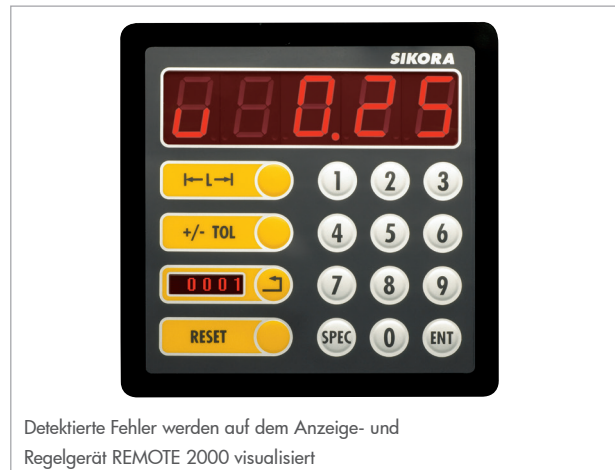 SIKORA
u 0.25
L
1 2 3
+/- TOL
4 5 6
0001
7 8 9
RESET
SPEC 0 ENT
Detektierte Fehler werden auf dem Anzeige- und
Regelgerät REMOTE 2000 visualisiert